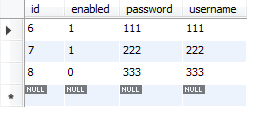 id enabled password username
6 1 111 111
7 1 222 222
8 0 333 333
NULL NULL NULL NULL